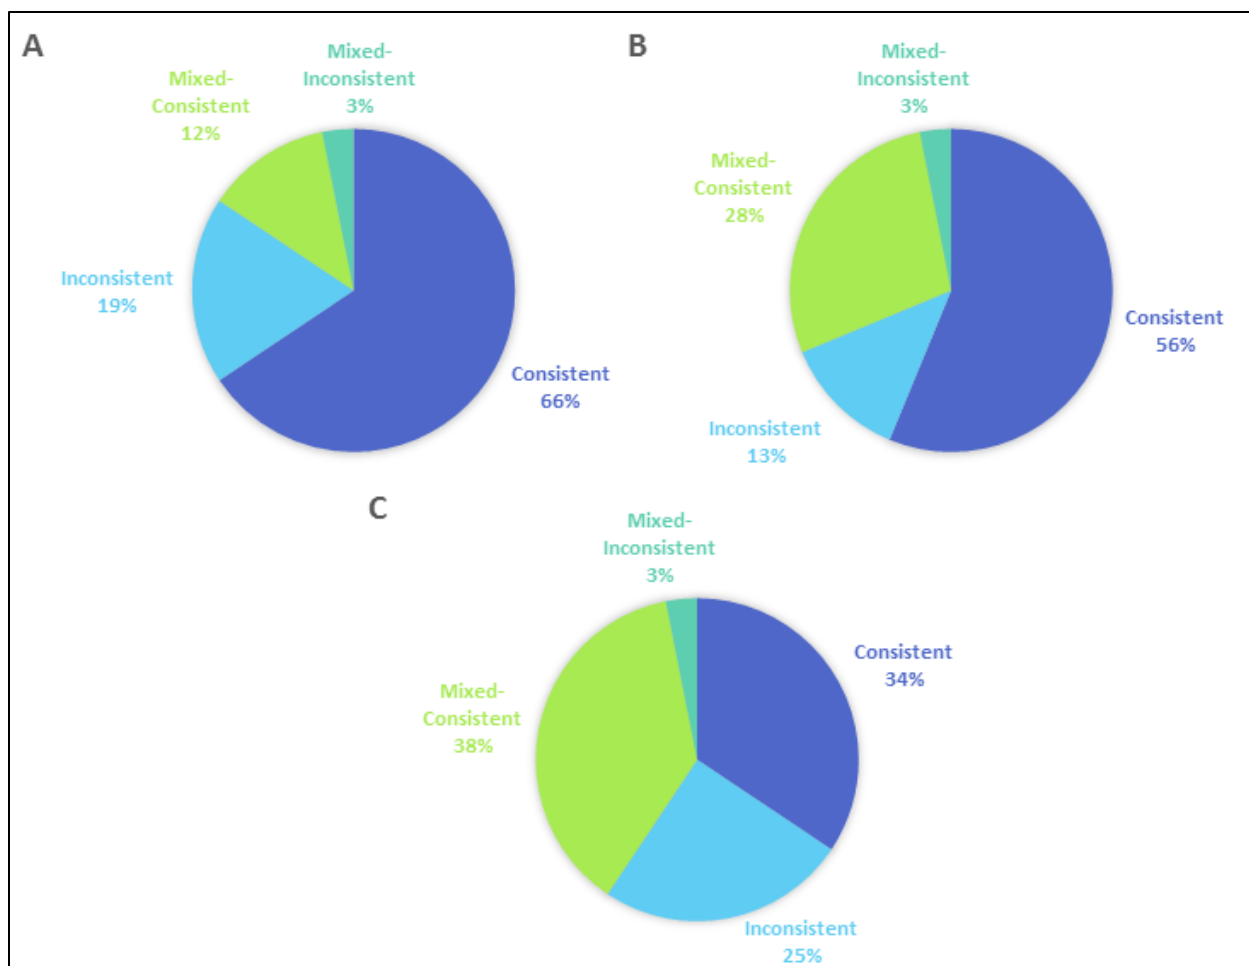 A
Mixed-
Inconsistent
3%
Mixed-
Consistent
12%
Inconsistent
19%
Consistent
66%
B
Mixed-
Inconsistent
3%
Mixed-
Consistent
28%
Consistent
56%
Inconsistent
13%
C
Mixed-
Inconsistent
3%
Consistent
34%
Mixed-
Consistent
38%
Inconsistent
25%